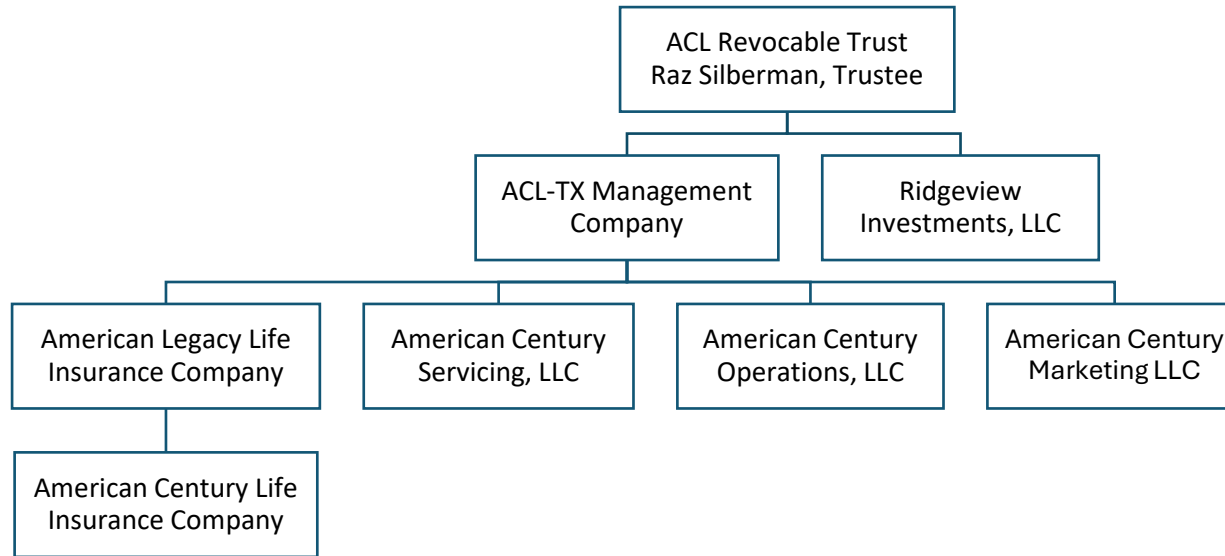 ACL Revocable Trust
Raz Silberman, Trustee
ACL-TX Management
Company
Ridgeview
Investments, LLC
American Legacy Life
Insurance Company
American Century
Servicing, LLC
American Century
Operations, LLC
American Century
Marketing LLC
American Century Life
Insurance Company